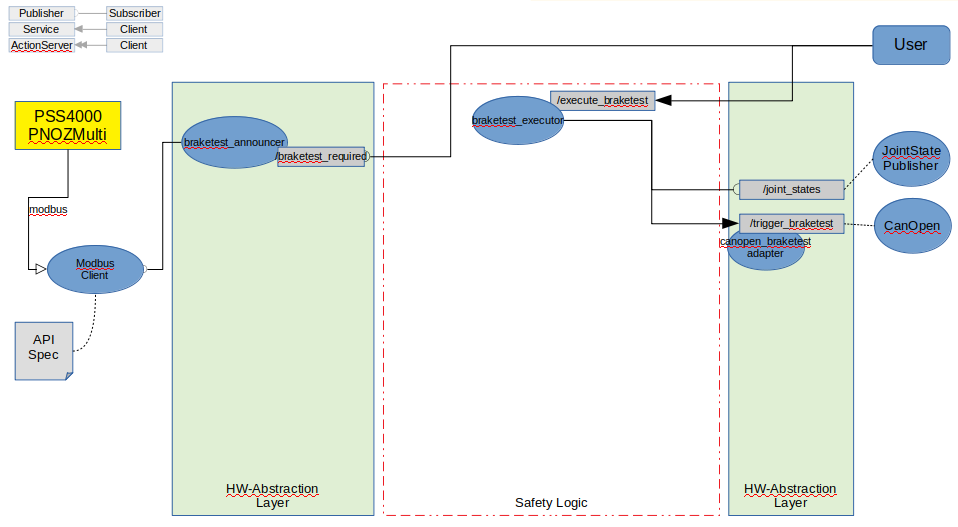 Publisher Subscriber
Service Client
ActionServer Client
User
PSS4000
PNOZMulti
/execute_braketest
braketest_executor
braketest_announcer
/braketest_required
JointState
Publisher
/joint_states
modbus
/trigger_braketest
CanOpen
canopen_braketest
adapter
Modbus
Client
API
Spec
HW-Abstraction
Layer
Safety Logic
HW-Abstraction
Layer